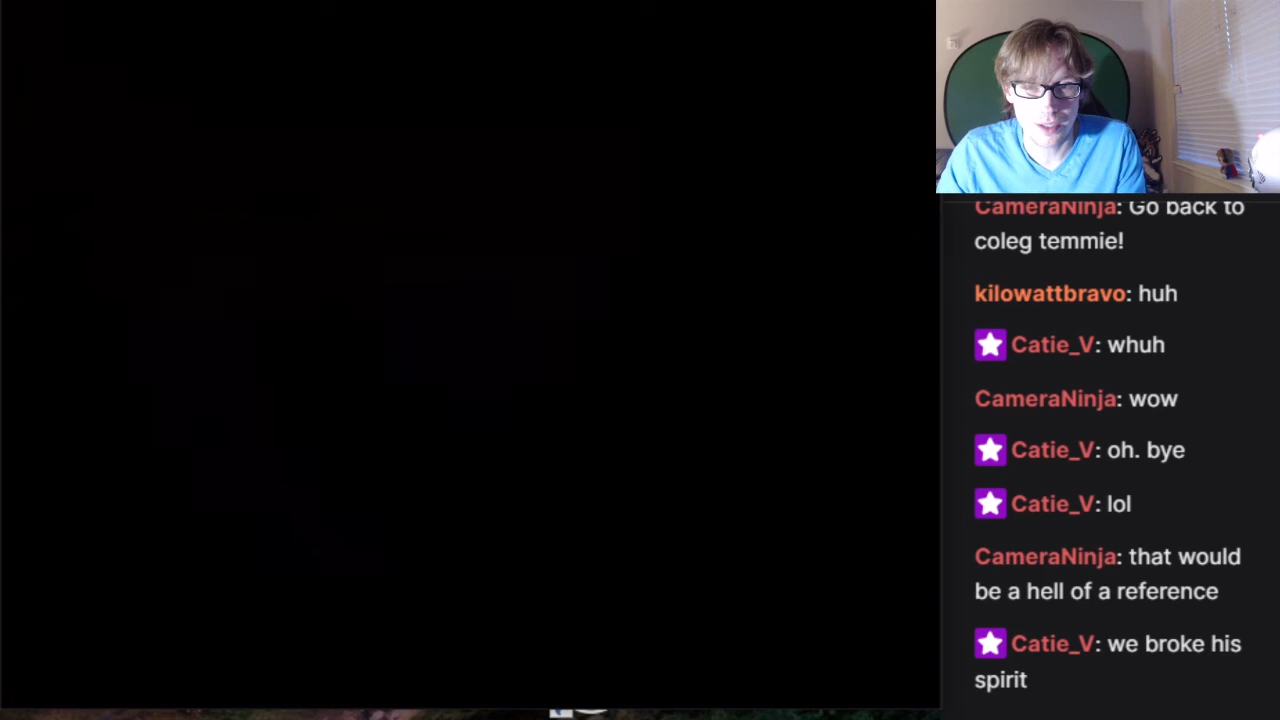 CameraNinja: Go back to
coleg temmie!
kilowattbravo: huh
Catie_V: whuh
CameraNinja: wow
Catie_V: oh. bye
Catie_V: lol
CameraNinja: that would
be a hell of a reference
Catie_V: we broke his
spirit